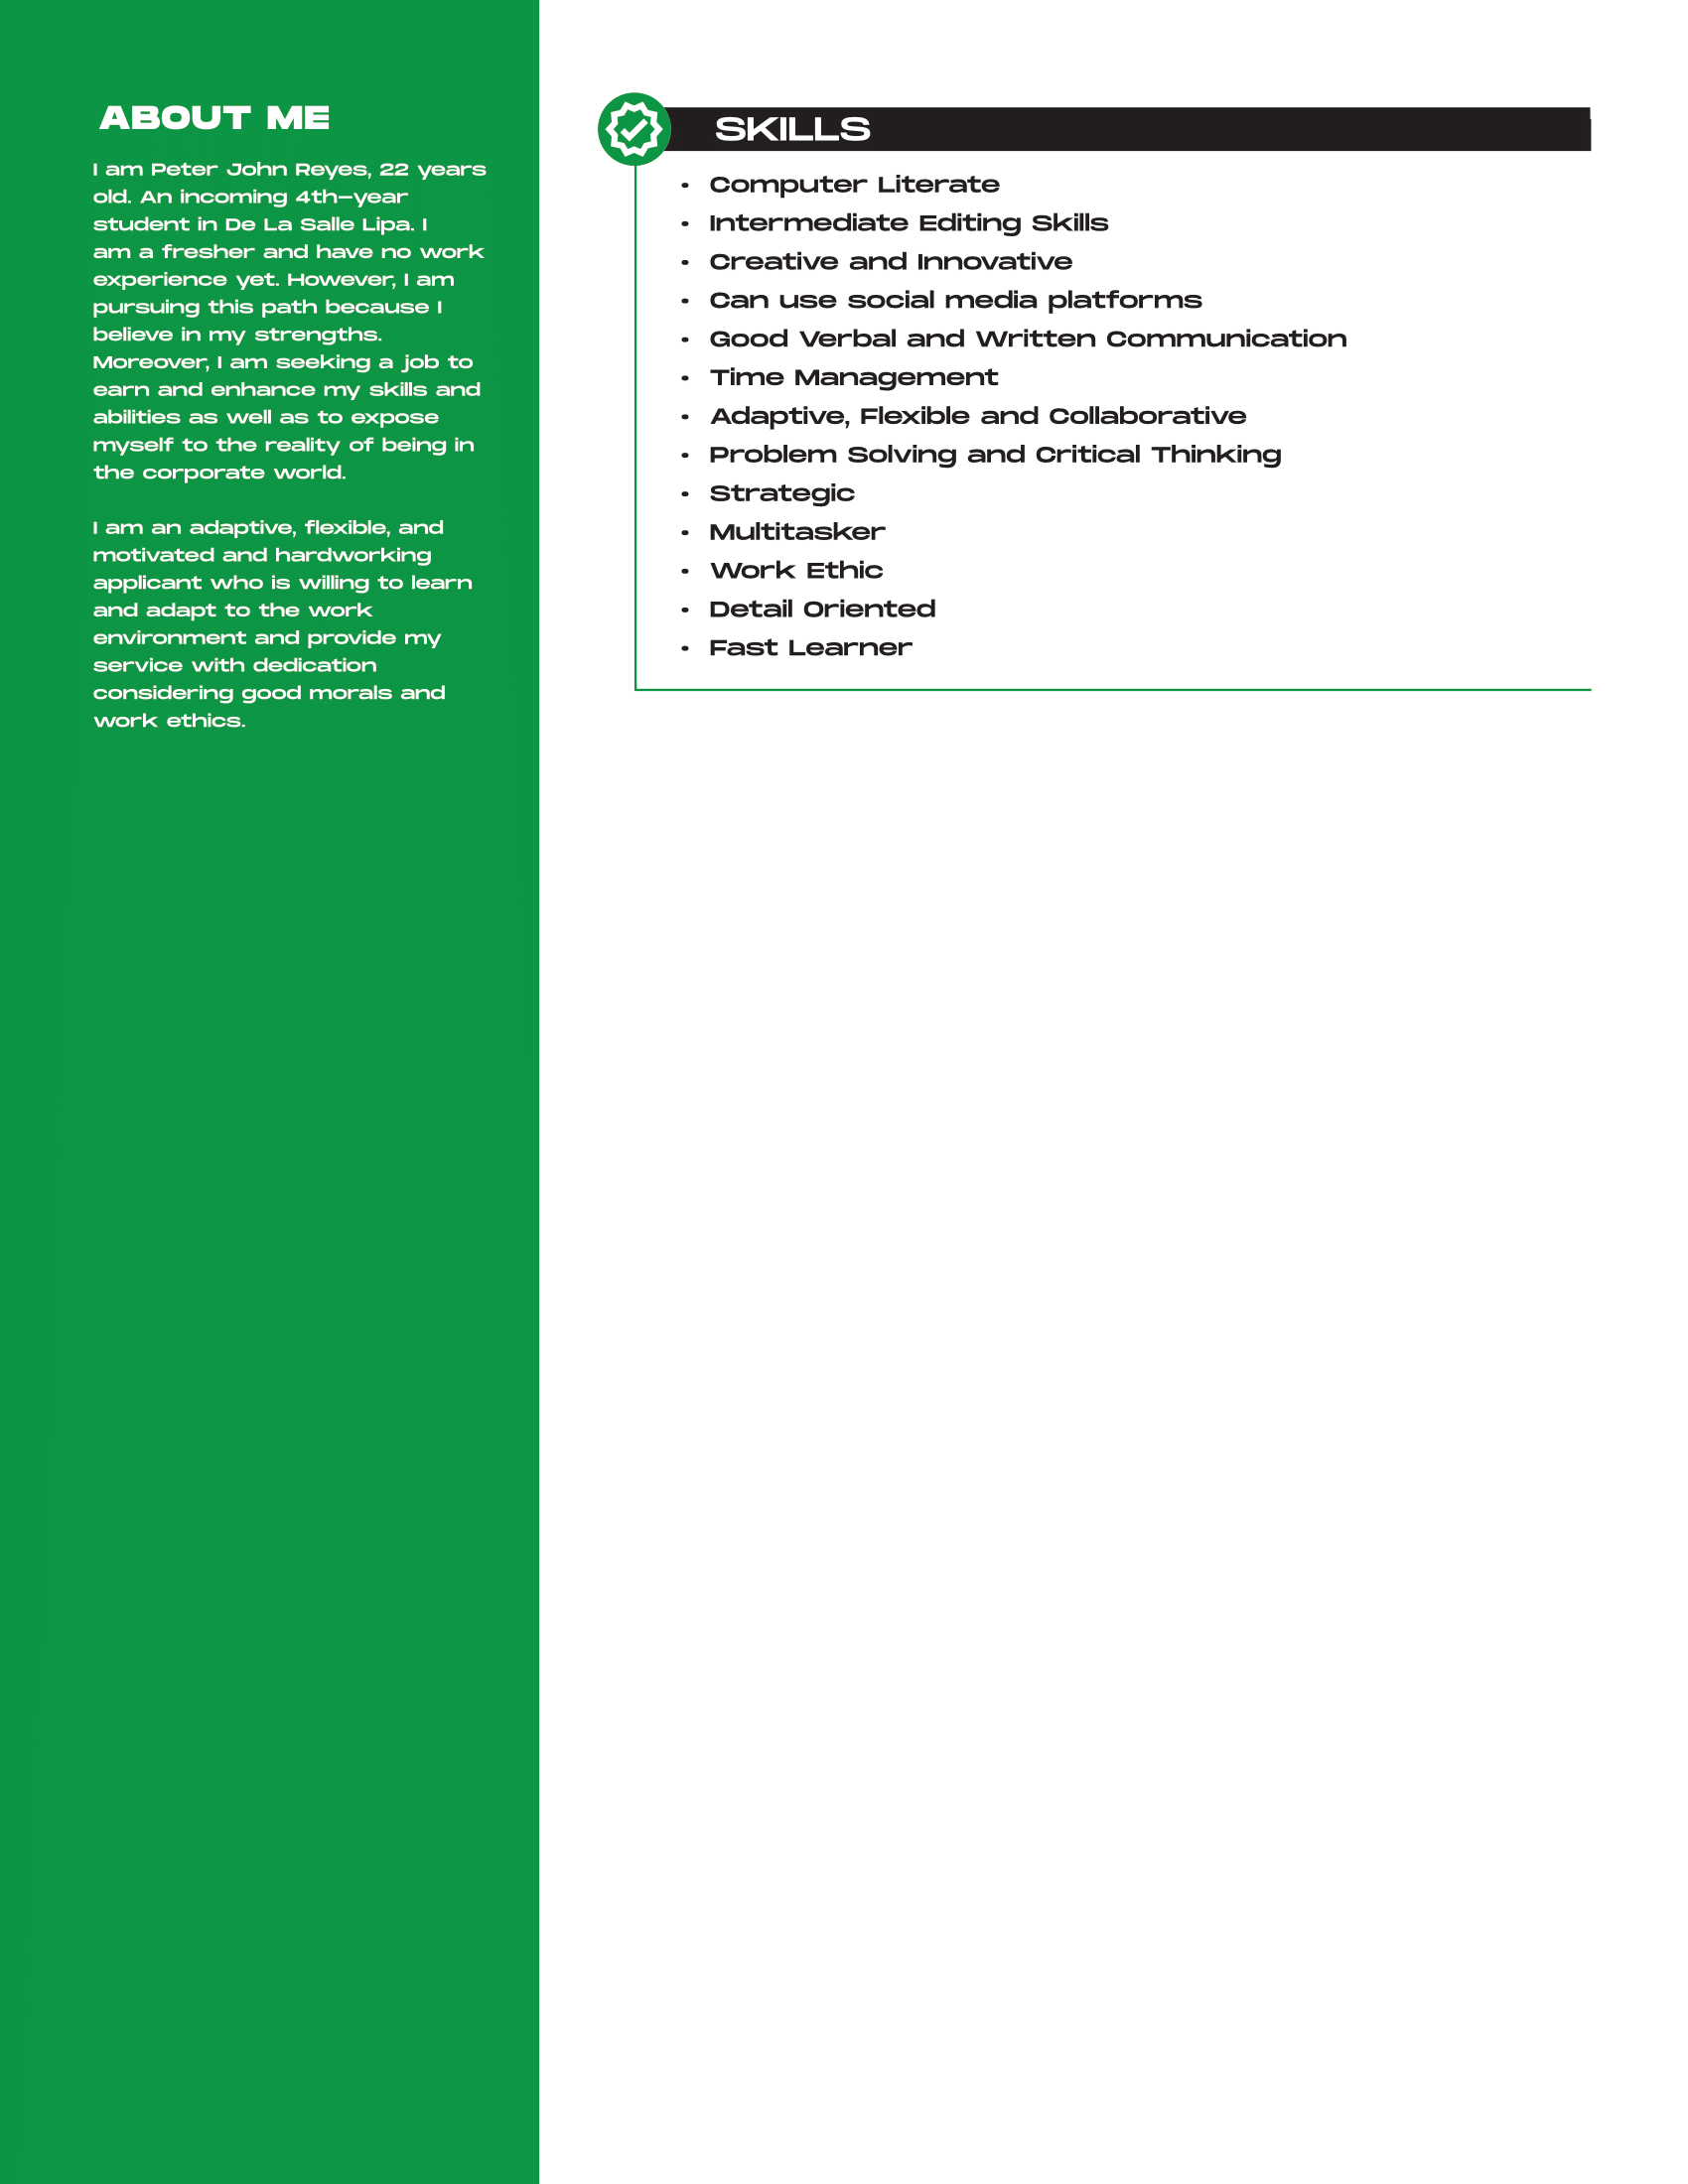 ABOUT ME
I am Peter John Reyes, 22 years
old. An incoming 4th-year
student in De La Salle Lipa. I
am a fresher and have no work
experience yet. However, I am
pursuing this path because I
believe in my strengths.
Moreover, I am seeking a job to
earn and enhance my skills and
abilities as well as to expose
myself to the reality of being in
the corporate world.
I am an adaptive, flexible, and
motivated and hardworking
applicant who is willing to learn
and adapt to the work
environment and provide my
service with dedication
considering good morals and
work ethics.
SKILLS
• Computer Literate
• Intermediate Editing Skills
• Creative and Innovative
• Can use social media platforms
• Good Verbal and Written Communication
• Time Management
• Adaptive, Flexible and Collaborative
• Problem Solving and Critical Thinking
• Strategic
• Multitasker
• Work Ethic
• Detail Oriented
• Fast Learner